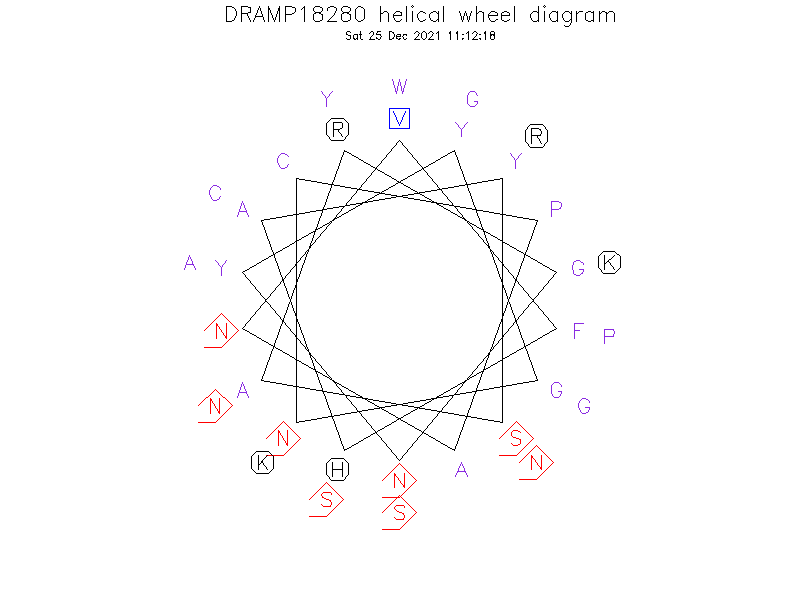 DRAMP18280 helical wheel diagram
Sat 25 Dec 2021 11:12:18
W
Y G
V
R Y R
C Y
C A P
A Y G K
N F P
N A G G
N S
K H N A N
S S